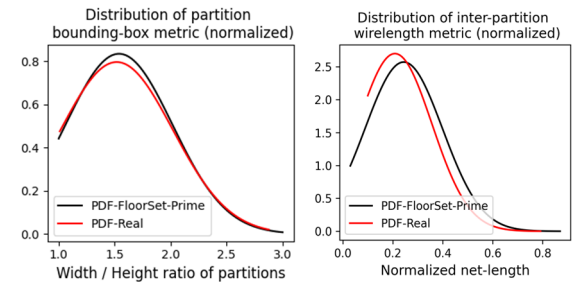 Distribution of partition
bounding-box metric (normalized)
0.8
0.6
0.4
0.2
0.0
PDF-FloorSet-Prime
PDF-Real
1.0 1.5 2.0 2.5 3.0
Width / Height ratio of partitions
Distribution of inter-partition
wirelength metric (normalized)
2.5
2.0
1.5
1.0
0.5
0.0
PDF-FloorSet-Prime
PDF-Real
0.0 0.2 0.4 0.6 0.8
Normalized net-length